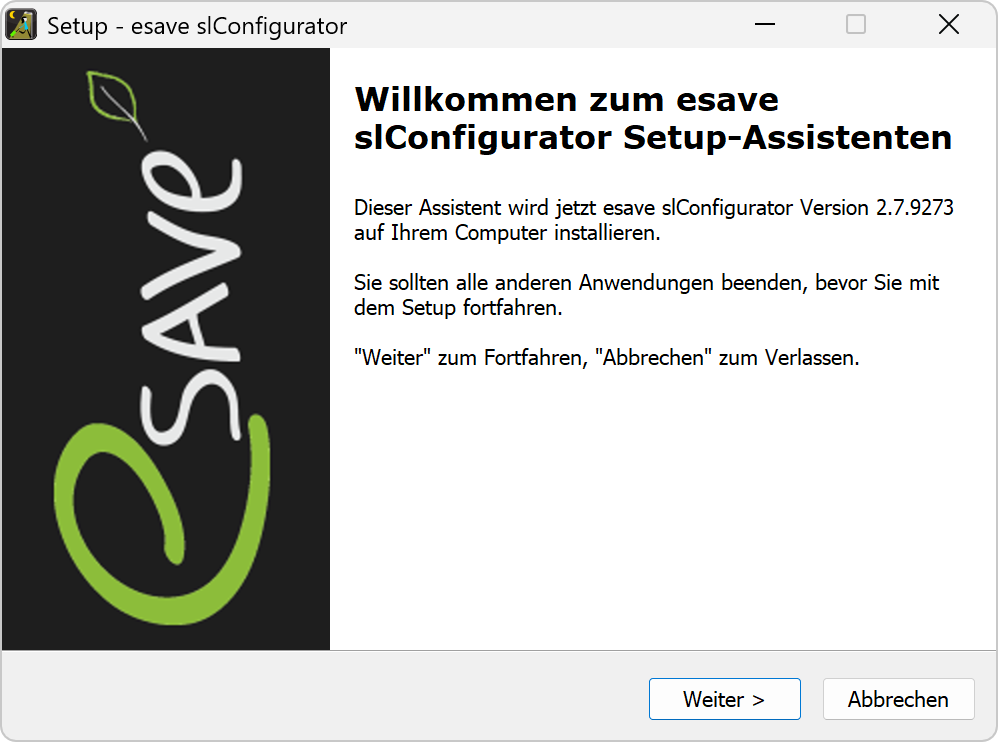 Setup - esave slConfigurator
esave
Willkommen zum esave
slConfigurator Setup-Assistenten
Dieser Assistent wird jetzt esave slConfigurator Version 2.7.9273
auf Ihrem Computer installieren.
Sie sollten alle anderen Anwendungen beenden, bevor Sie mit
dem Setup fortfahren.
"Weiter" zum Fortfahren, "Abbrechen" zum Verlassen.
Weiter >
Abbrechen